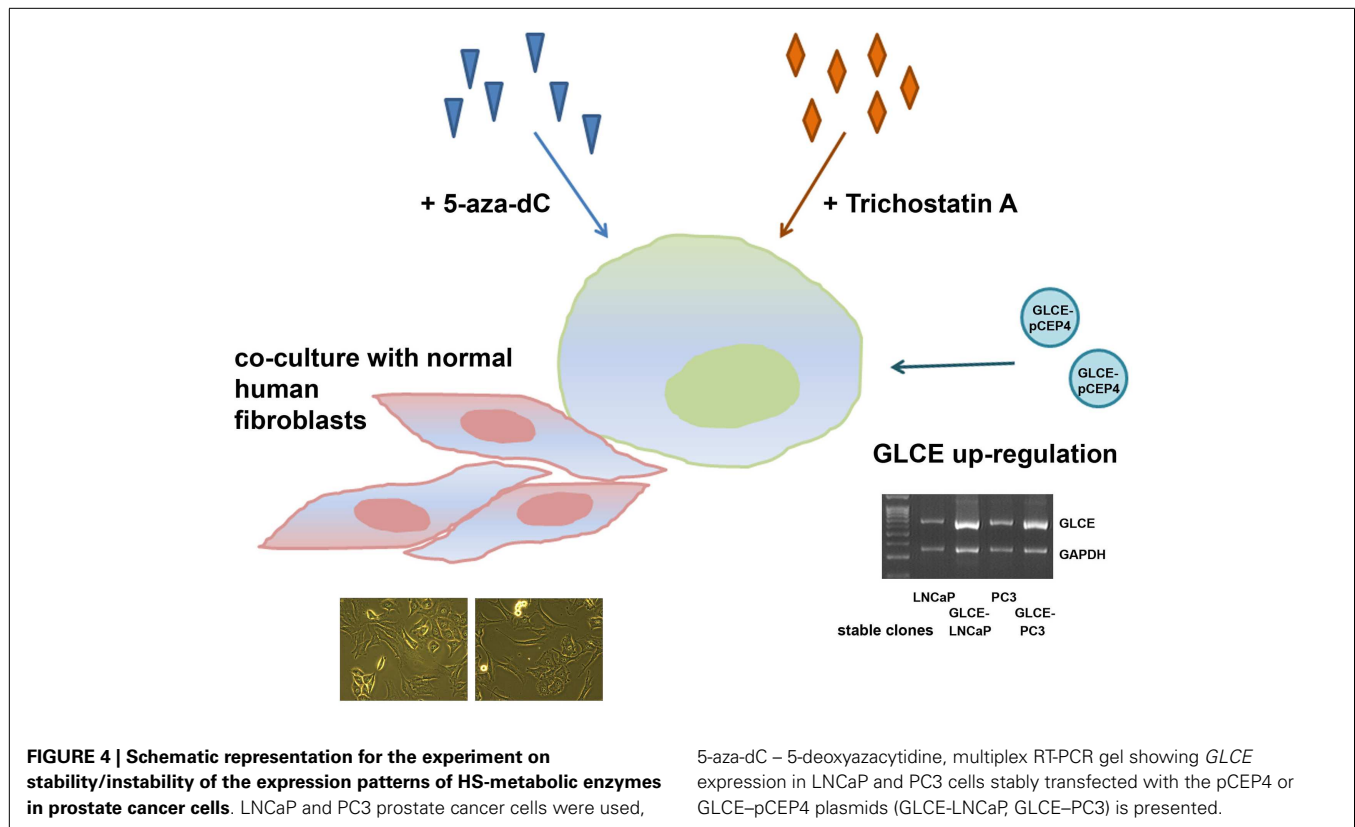 + 5-aza-dC
+ Trichostatin A
GLCE-
pCEP4
GLCE-
pCEP4
co-culture with normal
human
fibroblasts
GLCE up-regulation
GLCE
GAPDH
LNCaP PC3
GLCE- GLCE-
stable clones LNCaP PC3
FIGURE 4 | Schematic representation for the experiment on
stability/instability of the expression patterns of HS-metabolic enzymes
in prostate cancer cells. LNCaP and PC3 prostate cancer cells were used,
5-aza-dC – 5-deoxyazacytidine, multiplex RT-PCR gel showing GLCE
expression in LNCaP and PC3 cells stably transfected with the pCEP4 or
GLCE–pCEP4 plasmids (GLCE-LNCaP, GLCE–PC3) is presented.